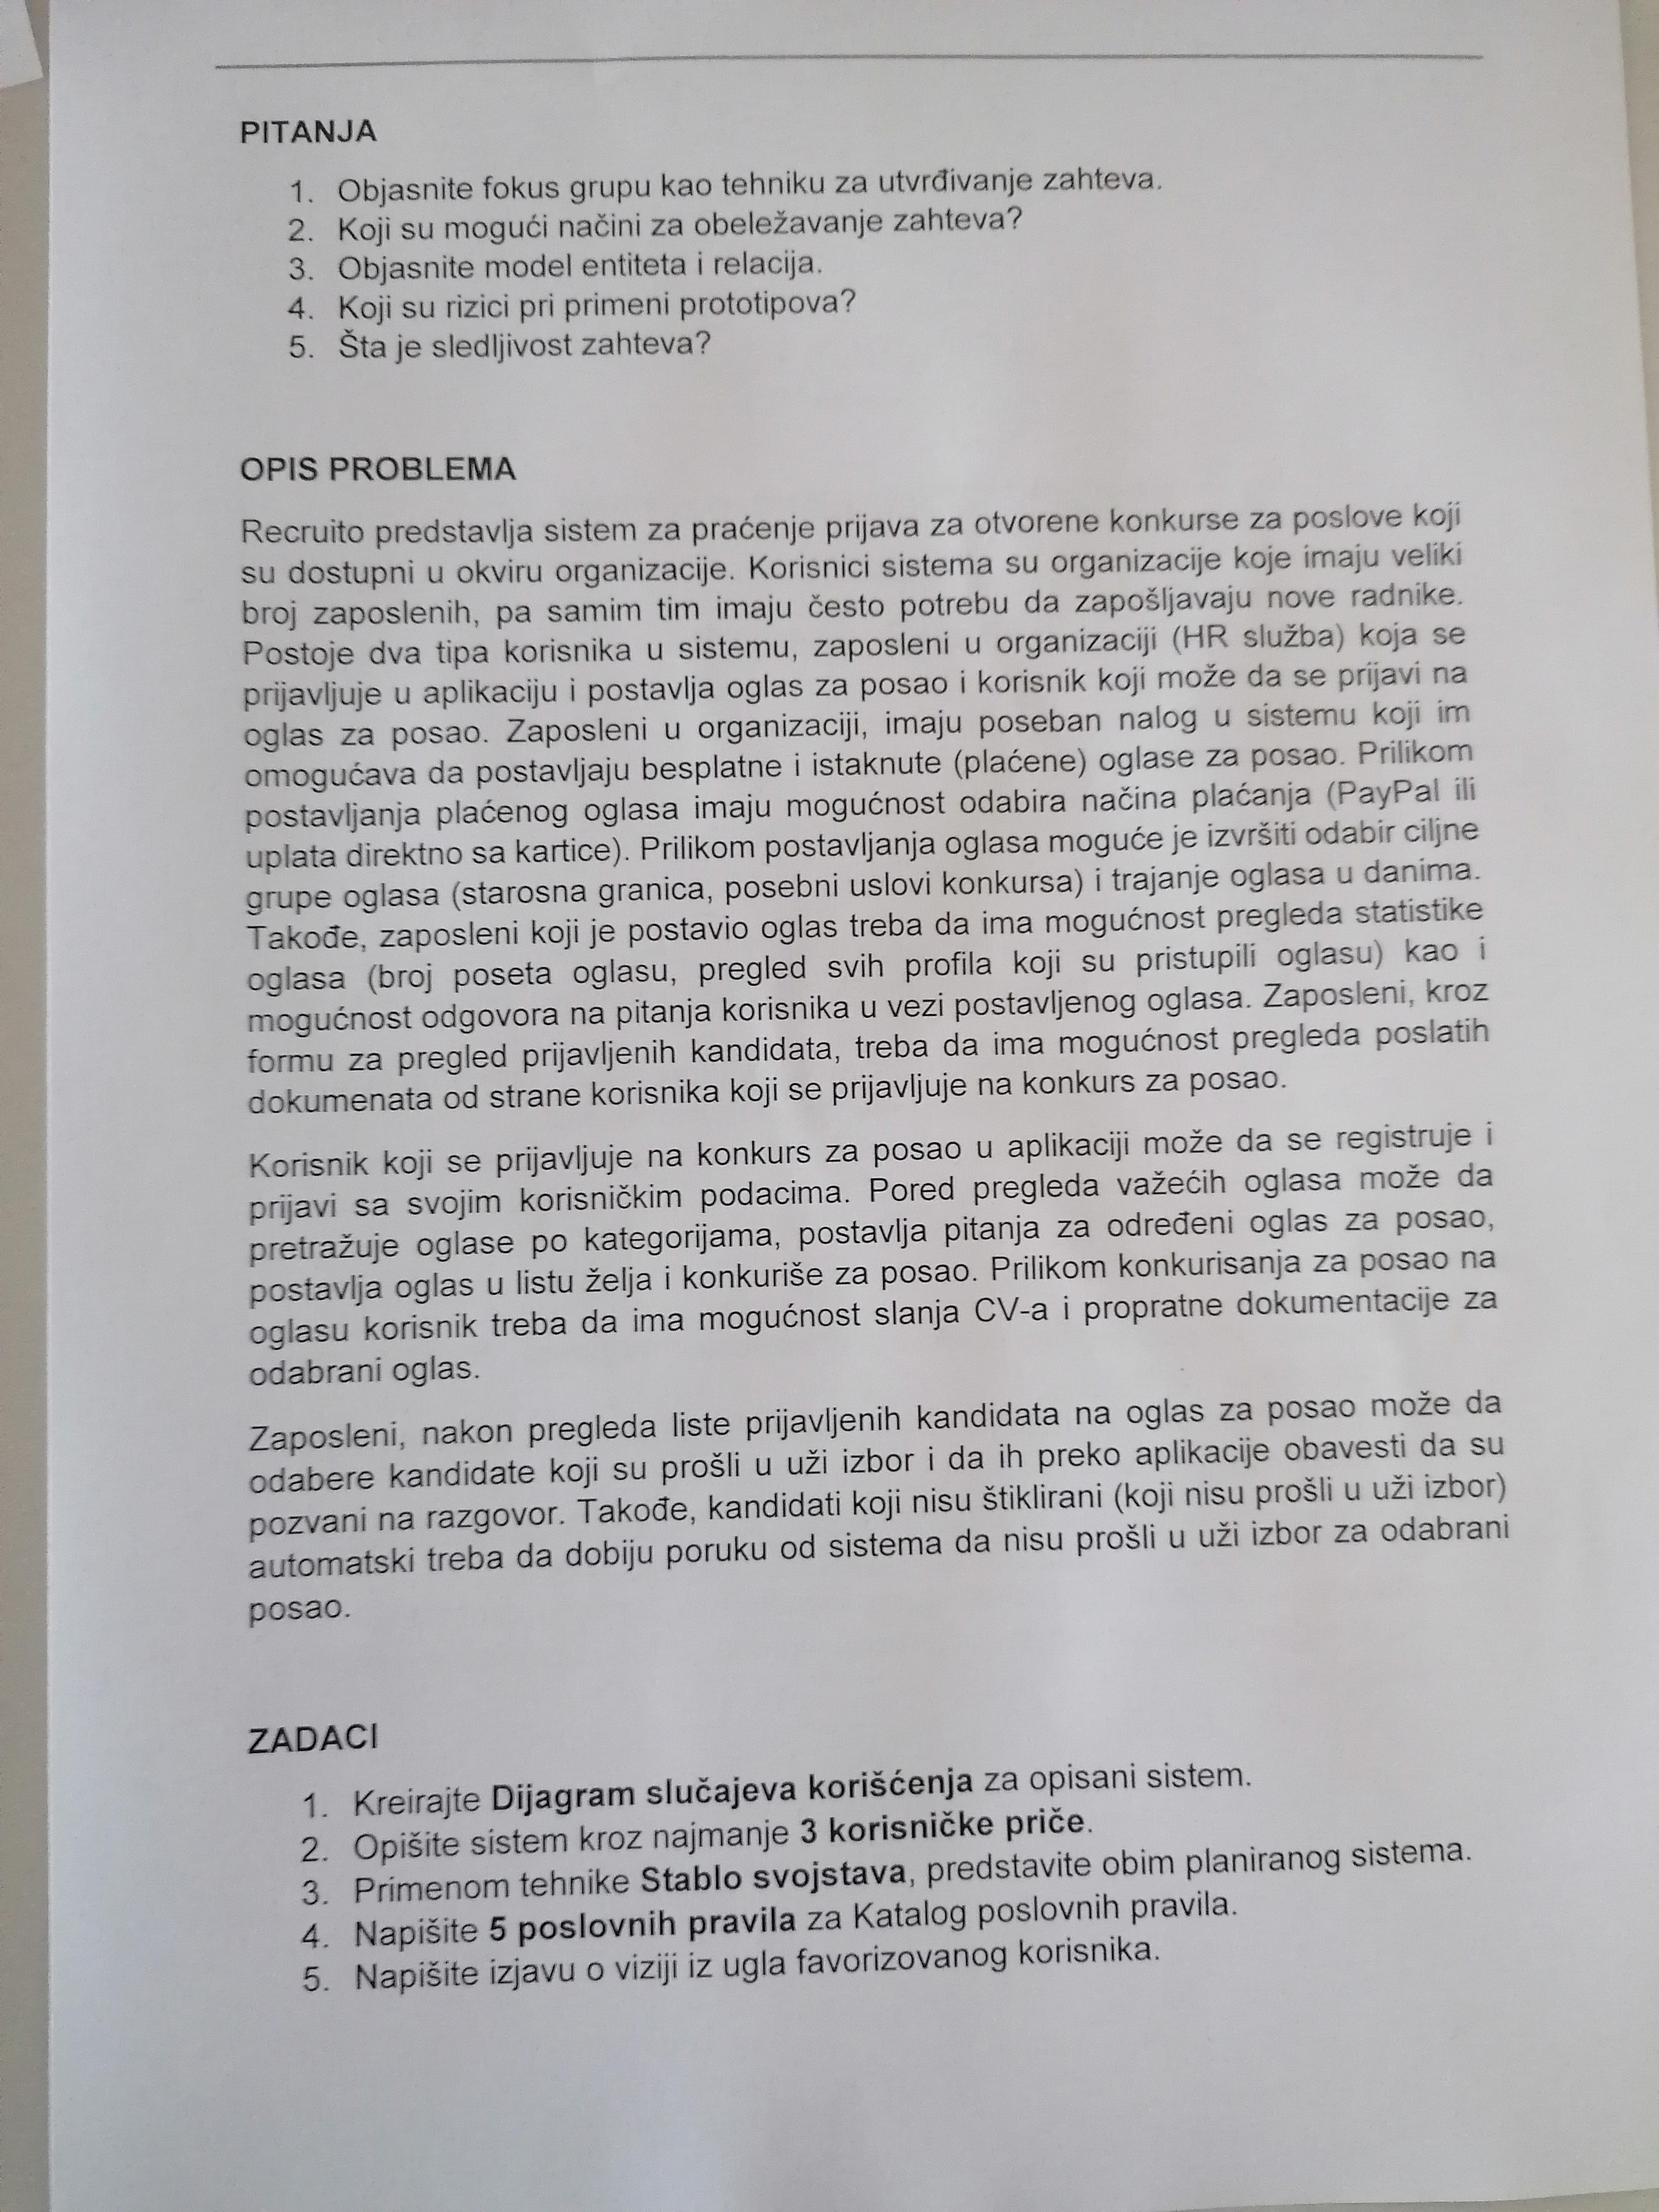 PITANJA
1. Objasnite fokus grupu kao tehniku za utvrđivanje zahteva.
2. Koji su mogući načini za obeležavanje zahteva?
3. Objasnite model entiteta i relacija.
4. Koji su rizici pri primeni prototipova?
5. Šta je sledljivost zahteva?
OPIS PROBLEMA
Recruito predstavlja sistem za praćenje prijava za otvorene konkurse za poslove koji
su dostupni u okviru organizacije. Korisnici sistema su organizacije koje imaju veliki
broj zaposlenih, pa samim tim imaju često potrebu da zapošljavaju nove radnike.
Postoje dva tipa korisnika u sistemu, zaposleni u organizaciji (HR služba) koja se
prijavljuje u aplikaciju i postavlja oglas za posao i korisnik koji može da se prijavi na
oglas za posao. Zaposleni u organizaciji, imaju poseban nalog u sistemu koji im
omogućava da postavljaju besplatne i istaknute (plaćene) oglase za posao. Prilikom
postavljanja plaćenog oglasa imaju mogućnost odabira načina plaćanja (PayPal ili
uplata direktno sa kartice). Prilikom postavljanja oglasa moguće je izvršiti odabir ciljne
grupe oglasa (starosna granica, posebni uslovi konkursa) i trajanje oglasa u danima.
Takođe, zaposleni koji je postavio oglas treba da ima mogućnost pregleda statistike
oglasa (broj poseta oglasu, pregled svih profila koji su pristupili oglasu) kao i
mogućnost odgovora na pitanja korisnika u vezi postavljenog oglasa. Zaposleni, kroz
formu za pregled prijavljenih kandidata, treba da ima mogućnost pregleda poslatih
dokumenata od strane korisnika koji se prijavljuje na konkurs za posao.
Korisnik koji se prijavljuje na konkurs za posao u aplikaciji može da se registruje i
prijavi sa svojim korisničkim podacima. Pored pregleda važećih oglasa može da
pretražuje oglase po kategorijama, postavlja pitanja za određeni oglas za posao,
postavlja oglas u listu želja i konkuriše za posao. Prilikom konkurisanja za posao na
oglasu korisnik treba da ima mogućnost slanja CV-a i propratne dokumentacije za
odabrani oglas.
Zaposleni, nakon pregleda liste prijavljenih kandidata na oglas za posao može da
odabere kandidate koji su prošli u uži izbor i da ih preko aplikacije obavesti da su
pozvani na razgovor. Takođe, kandidati koji nisu štiklirani (koji nisu prošli u uži izbor)
automatski treba da dobiju poruku od sistema da nisu prošli u uži izbor za odabrani
posao.
ZADACI
1. Kreirajte Dijagram slučajeva korišćenja za opisani sistem.
2. Opišite sistem kroz najmanje 3 korisničke priče.
3. Primenom tehnike Stablo svojstava, predstavite obim planiranog sistema.
4. Napišite 5 poslovnih pravila za Katalog poslovnih pravila.
5. Napišite izjavu o viziji iz ugla favorizovanog korisnika.